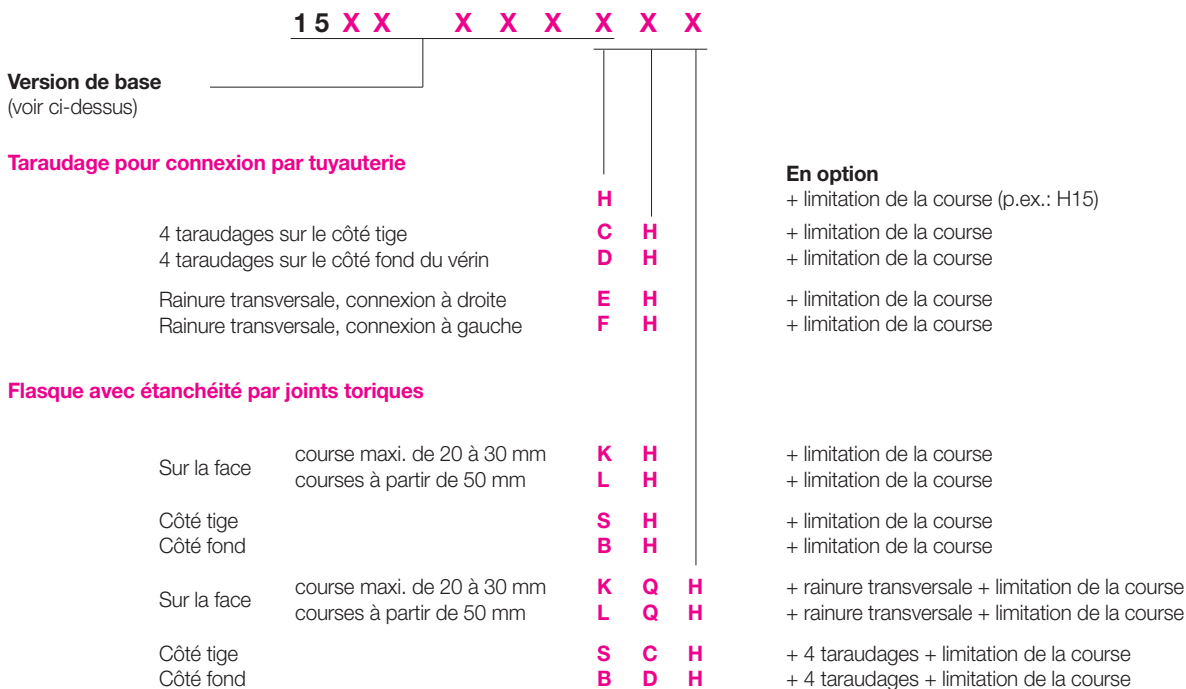 15XX XXXXXX
Version de base
(voir ci-dessus)
Taraudage pour connexion par tuyauterie
En option
H + limitation de la course (p.ex.: H15)
4 taraudages sur le côté tige C H + limitation de la course
4 taraudages sur le côté fond du vérin D H + limitation de la course
Rainure transversale, connexion à droite E H + limitation de la course
Rainure transversale, connexion à gauche F H + limitation de la course
Flasque avec étanchéité par joints toriques
Sur la face
course maxi. de 20 à 30 mm K H + limitation de la course
courses à partir de 50 mm L H + limitation de la course
Côté tige S H + limitation de la course
Côté fond B H + limitation de la course
Sur la face
course maxi. de 20 à 30 mm K Q H + rainure transversale + limitation de la course
courses à partir de 50 mm L Q H + rainure transversale + limitation de la course
Côté tige S C H + 4 taraudages + limitation de la course
Côté fond B D H + 4 taraudages + limitation de la course